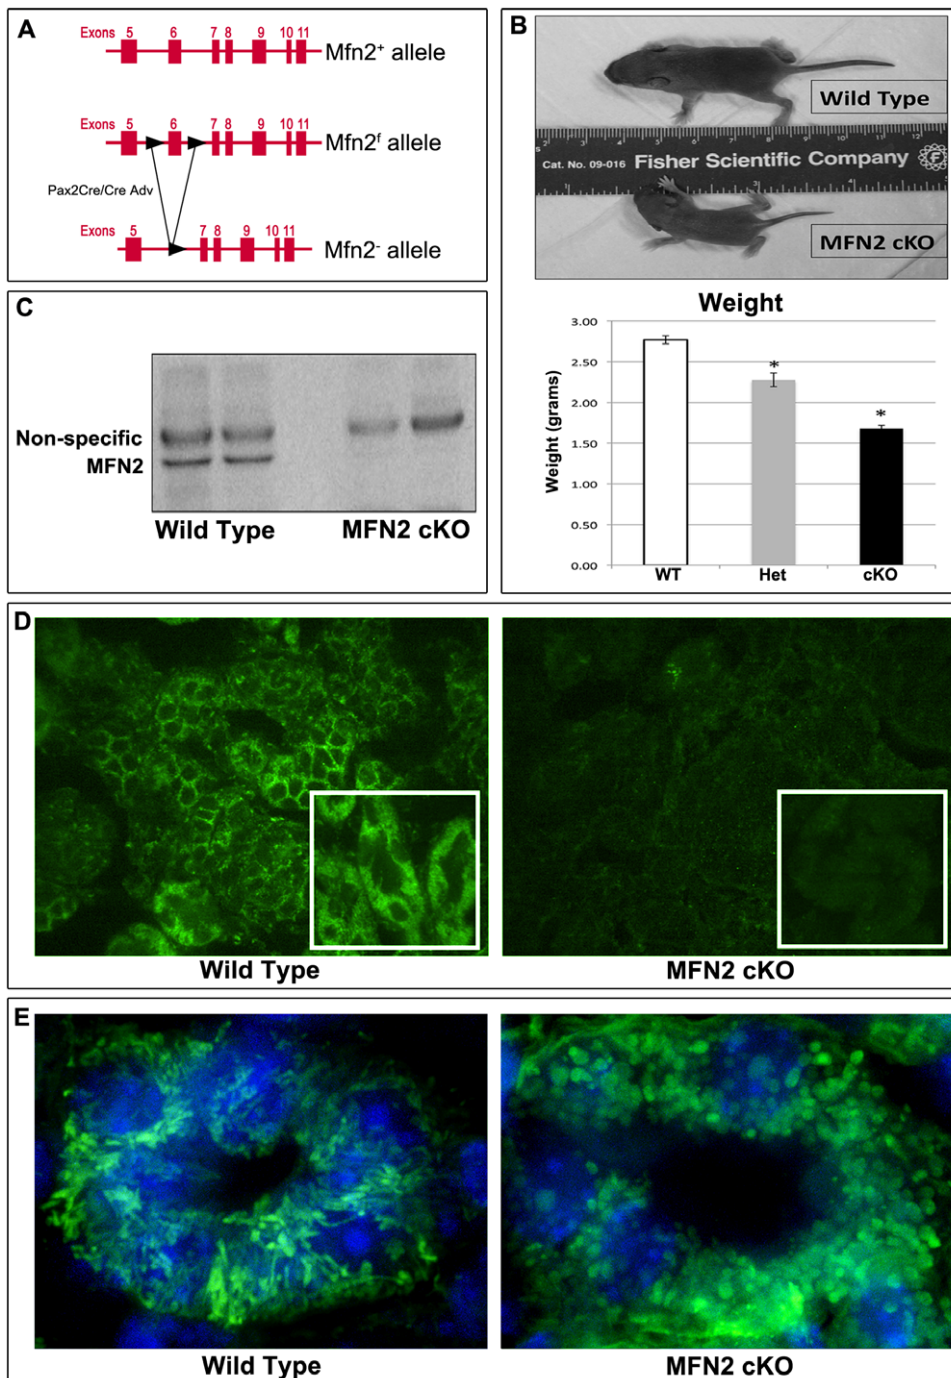 A
Exons 5 6 7 8 9 10 11
Mfn2⁺ allele
Exons 5 6 7 8 9 10 11
Mfn2ᶠ allele
Pax2Cre/Cre Adv
Exons 5 7 8 9 10 11
Mfn2⁻ allele
B
Wild Type
Cat. No. 09-016 Fisher Scientific Company F
MFN2 cKO
Weight
Weight (grams)
3.00
2.50
2.00
1.50
1.00
0.50
0.00
* *
WT Het cKO
C
Non-specific
MFN2
Wild Type MFN2 cKO
D
Wild Type MFN2 cKO
E
Wild Type MFN2 cKO